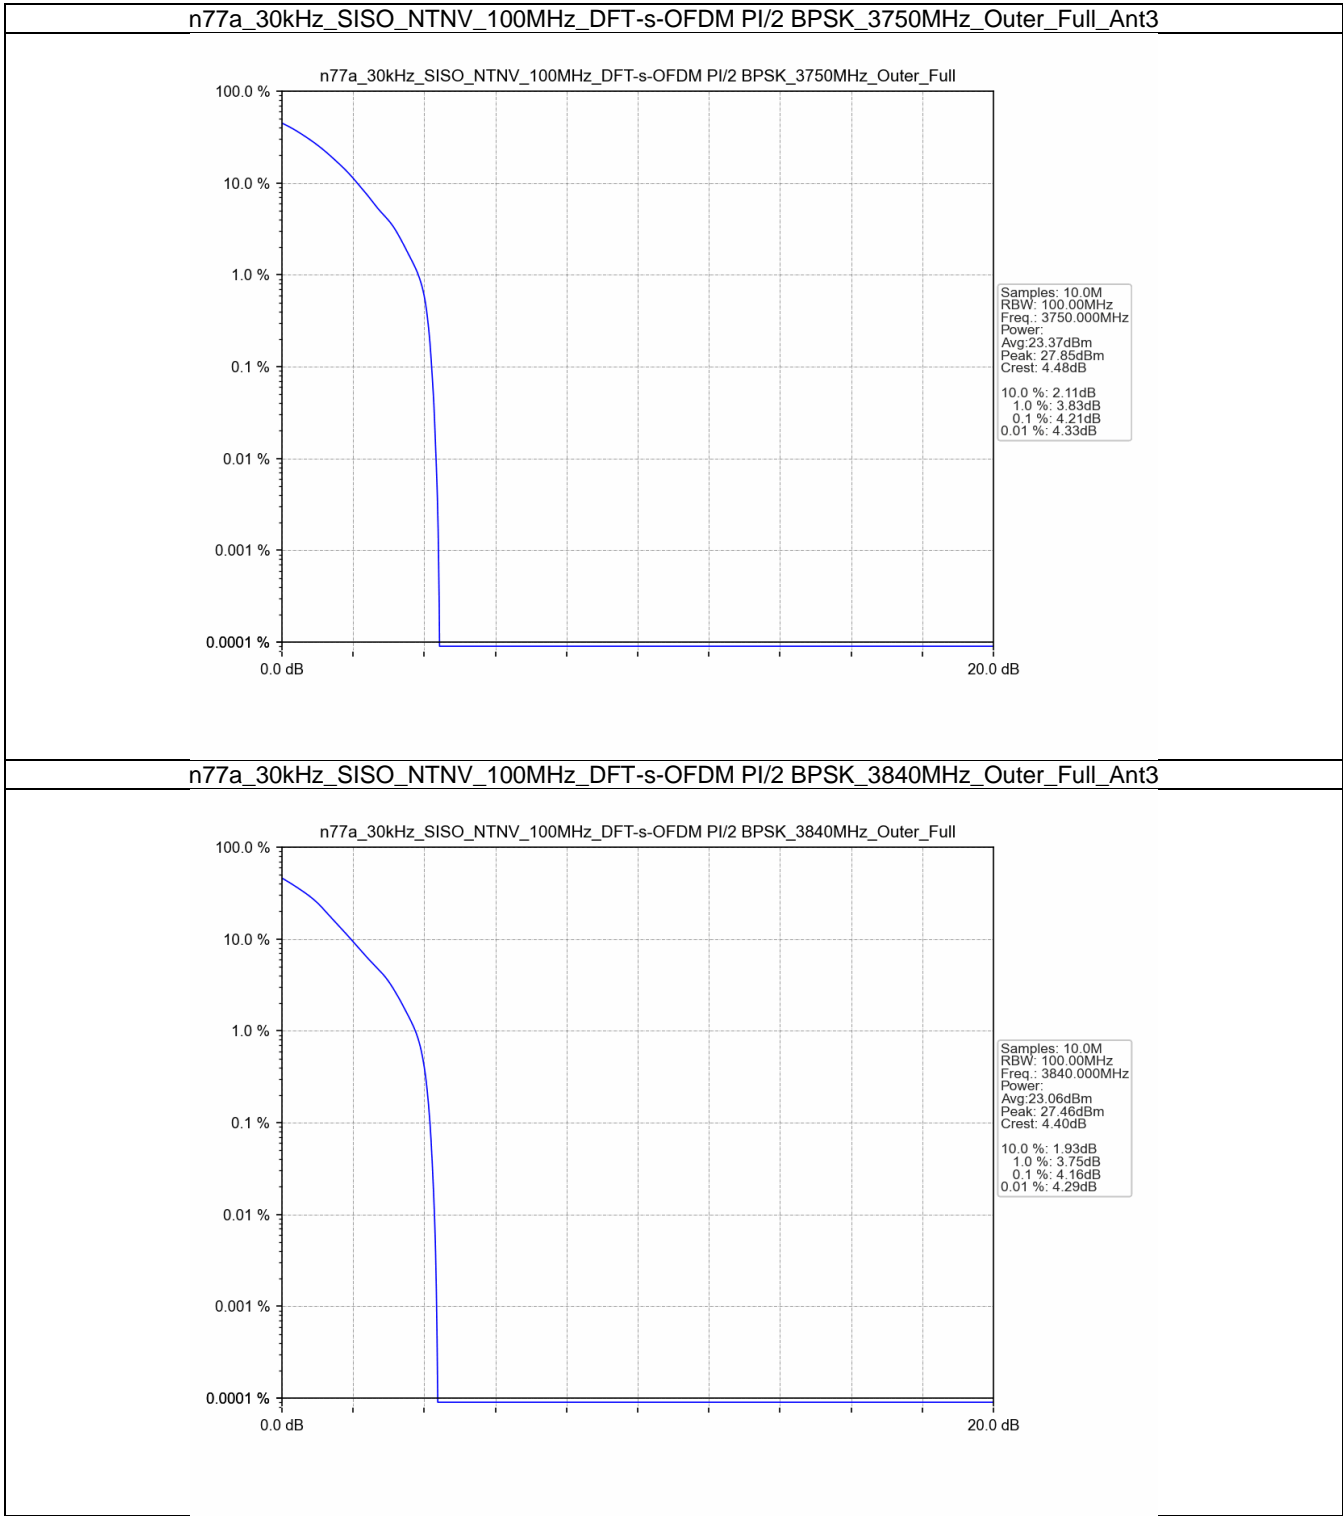 n77a_30kHz_SISO_NTNV_100MHz_DFT-s-OFDM PI/2 BPSK_3750MHz_Outer_Full_Ant3
n77a_30kHz_SISO_NTNV_100MHz_DFT-s-OFDM PI/2 BPSK_3750MHz_Outer_Full
100.0 %
10.0 %
1.0 %
0.1 %
0.01 %
0.001 %
0.0001 %
0.0 dB
20.0 dB
Samples: 10.0M
RBW: 100.00MHz
Freq.: 3750.000MHz
Power:
Avg:23.37dBm
Peak: 27.85dBm
Crest: 4.48dB
10.0 %: 2.11dB
1.0 %: 3.83dB
0.1 %: 4.21dB
0.01 %: 4.33dB
n77a_30kHz_SISO_NTNV_100MHz_DFT-s-OFDM PI/2 BPSK_3840MHz_Outer_Full_Ant3
n77a_30kHz_SISO_NTNV_100MHz_DFT-s-OFDM PI/2 BPSK_3840MHz_Outer_Full
100.0 %
10.0 %
1.0 %
0.1 %
0.01 %
0.001 %
0.0001 %
0.0 dB
20.0 dB
Samples: 10.0M
RBW: 100.00MHz
Freq.: 3840.000MHz
Power:
Avg:23.06dBm
Peak: 27.46dBm
Crest: 4.40dB
10.0 %: 1.93dB
1.0 %: 3.75dB
0.1 %: 4.16dB
0.01 %: 4.29dB